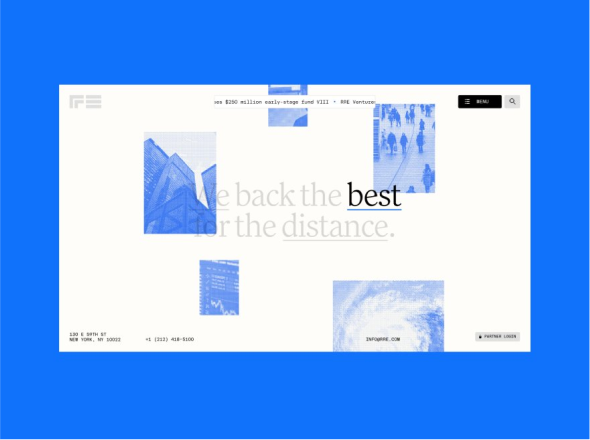 ses $250 million early-stage Fund VIII • RRE Ventures
MENU
We back the best
for the distance.
130 E 59TH ST
NEW YORK, NY 10022
+1 (212) 418-5100
INFO@RRE.COM
PARTNER LOGIN